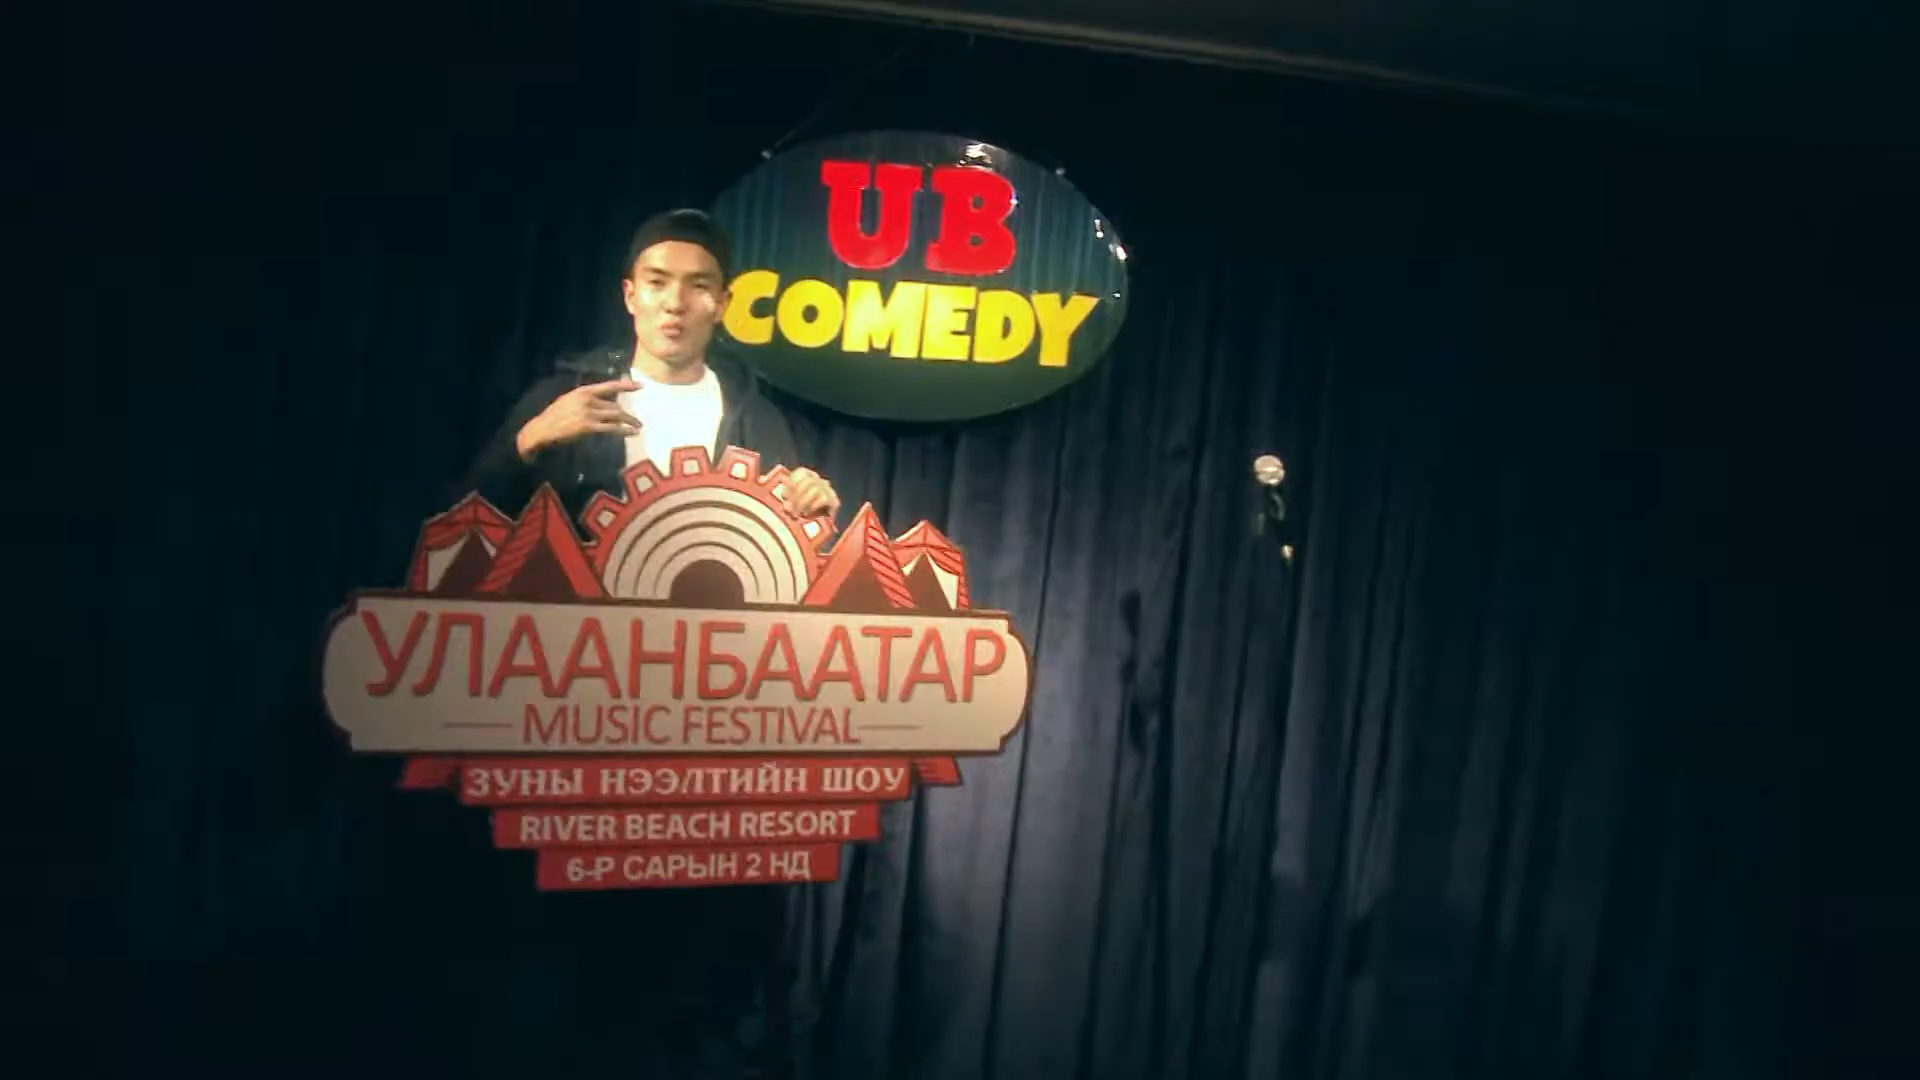 UB
COMEDY
УЛААНБААТАР
MUSIC FESTIVAL
ЗУНЫ НЭЭЛТИЙН ШОУ
RIVER BEACH RESORT
6-Р САРЫН 2 НД